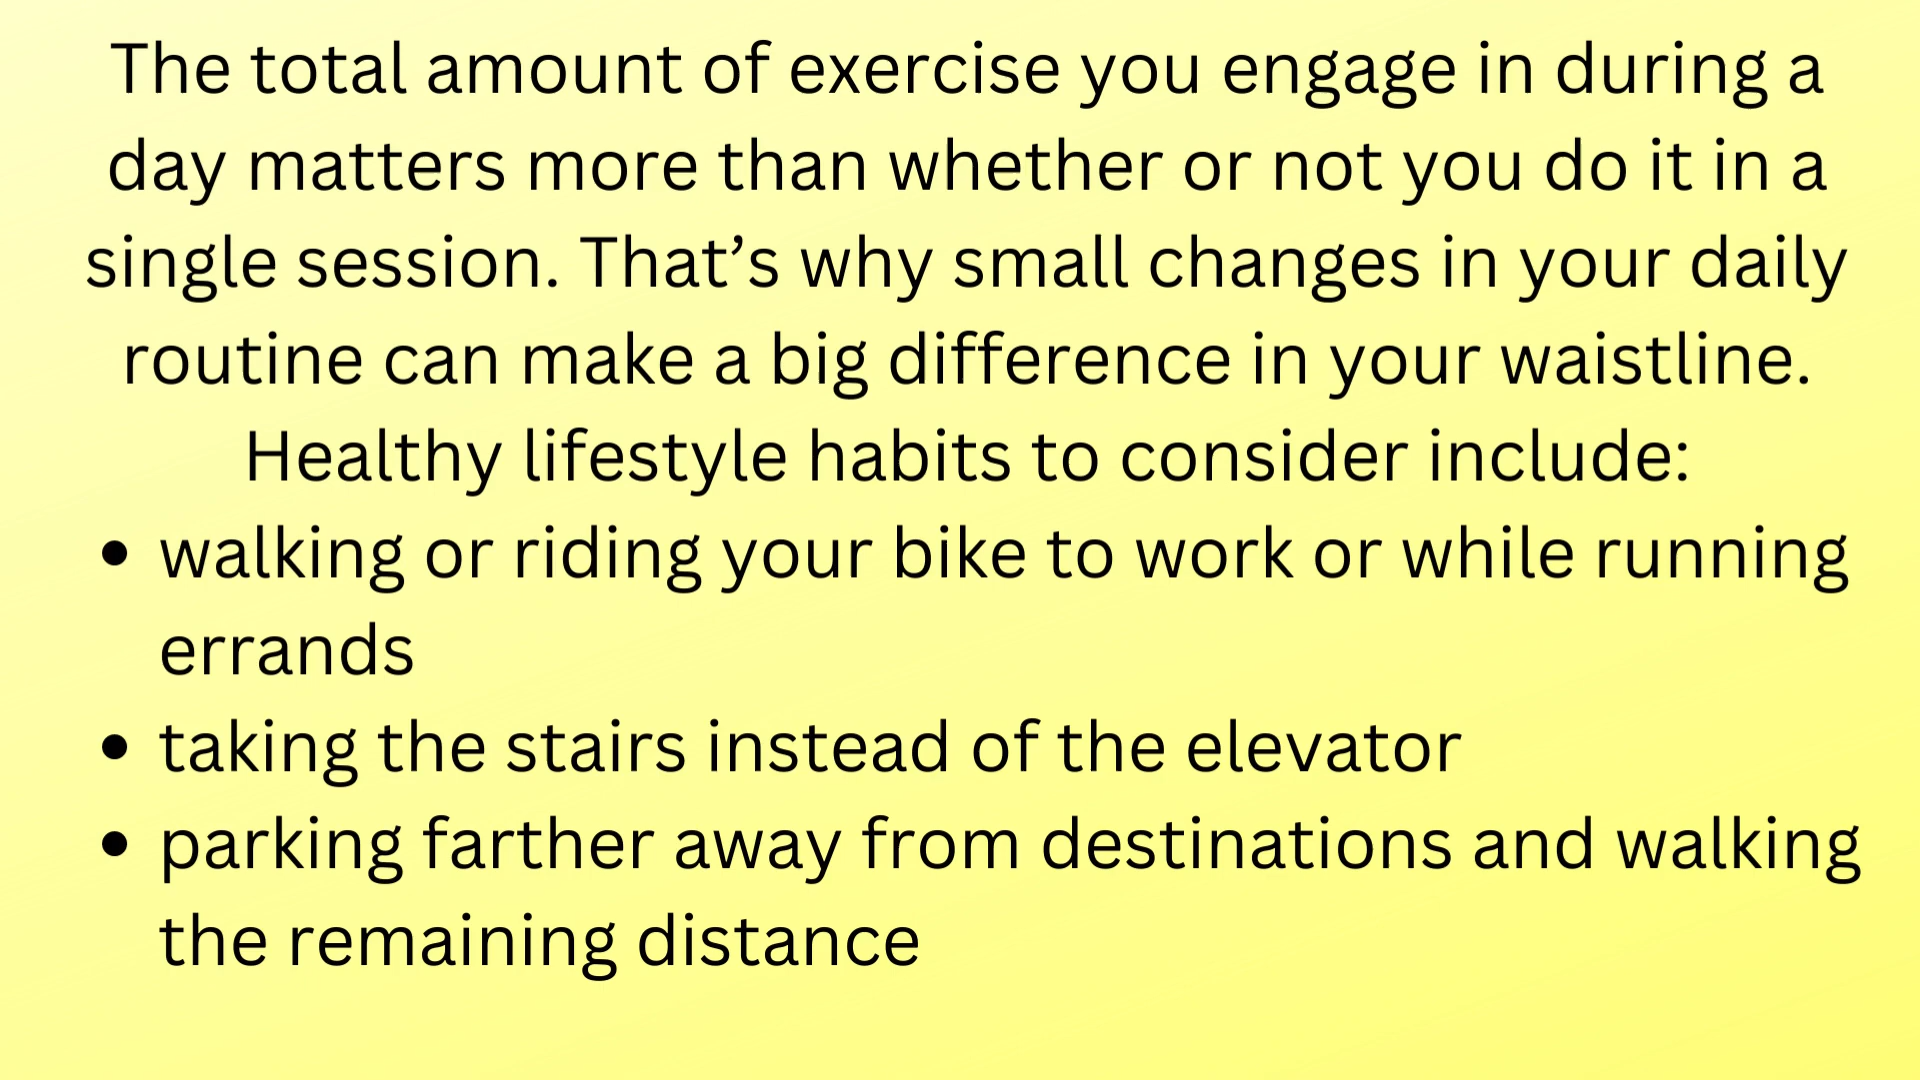 The total amount of exercise you engage in during a
day matters more than whether or not you do it in a
single session. That’s why small changes in your daily
routine can make a big difference in your waistline.
Healthy lifestyle habits to consider include:
• walking or riding your bike to work or while running
errands
• taking the stairs instead of the elevator
• parking farther away from destinations and walking
the remaining distance